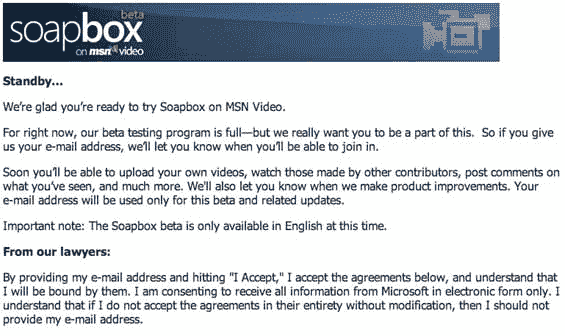 beta
soapbox
on msn video
Standby...
We're glad you're ready to try Soapbox on MSN Video.
For right now, our beta testing program is full—but we really want you to be a part of this.  So if you give
us your e-mail address, we'll let you know when you'll be able to join in.
Soon you'll be able to upload your own videos, watch those made by other contributors, post comments on
what you've seen, and much more. We'll also let you know when we make product improvements. Your
e-mail address will be used only for this beta and related updates.
Important note: The Soapbox beta is only available in English at this time.
From our lawyers:
By providing my e-mail address and hitting "I Accept," I accept the agreements below, and understand that
I will be bound by them. I am consenting to receive all information from Microsoft in electronic form only. I
understand that if I do not accept the agreements in their entirety without modification, then I should not
provide my e-mail address.